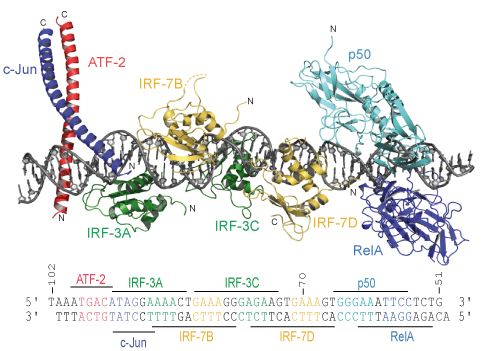 C
C
c-Jun
ATF-2
N
p50
IRF-7B
N
N
N
IRF-3A
N
IRF-3C
C
IRF-7D
N
RelA
-102
-70
-51
ATF-2 IRF-3A IRF-3C p50
5' TAAATGACATAGGAAAACTGAAAGGGAGAAGTGAAAGTGGGAAATTCCTCTG 3'
3' TTTACTGTATCCTTTTGACTTTCCCTCTTCACTTTCACCCTTTAAGGAGACA 5'
c-Jun IRF-7B IRF-7D RelA